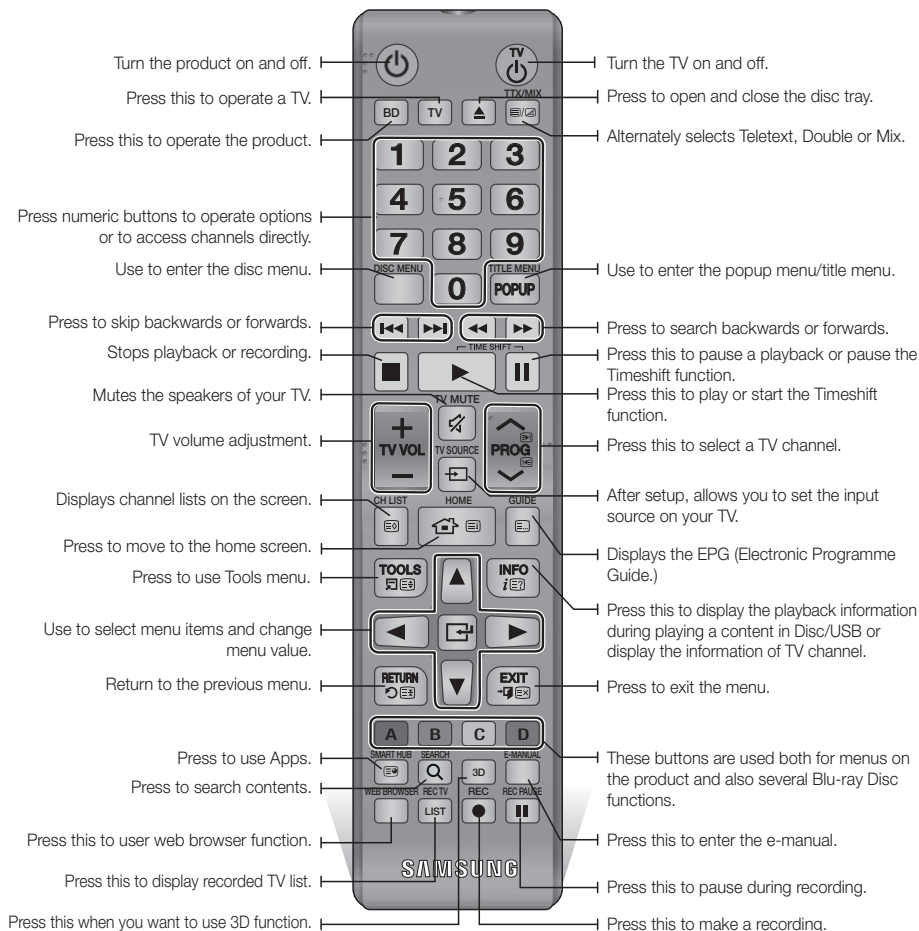 Turn the product on and off.
Press this to operate a TV.
Press this to operate the product.
Press numeric buttons to operate options
or to access channels directly.
Use to enter the disc menu.
Press to skip backwards or forwards.
Stops playback or recording.
Mutes the speakers of your TV.
TV volume adjustment.
Displays channel lists on the screen.
Press to move to the home screen.
Press to use Tools menu.
Use to select menu items and change
menu value.
Return to the previous menu.
Press to use Apps.
Press to search contents.
Press this to user web browser function.
Press this to display recorded TV list.
Press this when you want to use 3D function.
TV
TTX/MIX
BD TV
1 2 3
4 5 6
7 8 9
DISC MENU TITLE MENU
0 POPUP
TIME SHIFT
TV MUTE
+
TV VOL TV SOURCE PROG
−
CH LIST HOME GUIDE
TOOLS INFO
RETURN EXIT
A B C D
SMART HUB SEARCH E-MANUAL
3D
WEB BROWSER REC TV REC REC PAUSE
LIST
SAMSUNG
Turn the TV on and off.
Press to open and close the disc tray.
Alternately selects Teletext, Double or Mix.
Use to enter the popup menu/title menu.
Press to search backwards or forwards.
Press this to pause a playback or pause the
Timeshift function.
Press this to play or start the Timeshift
function.
Press this to select a TV channel.
After setup, allows you to set the input
source on your TV.
Displays the EPG (Electronic Programme
Guide.)
Press this to display the playback information
during playing a content in Disc/USB or
display the information of TV channel.
Press to exit the menu.
These buttons are used both for menus on
the product and also several Blu-ray Disc
functions.
Press this to enter the e-manual.
Press this to pause during recording.
Press this to make a recording.